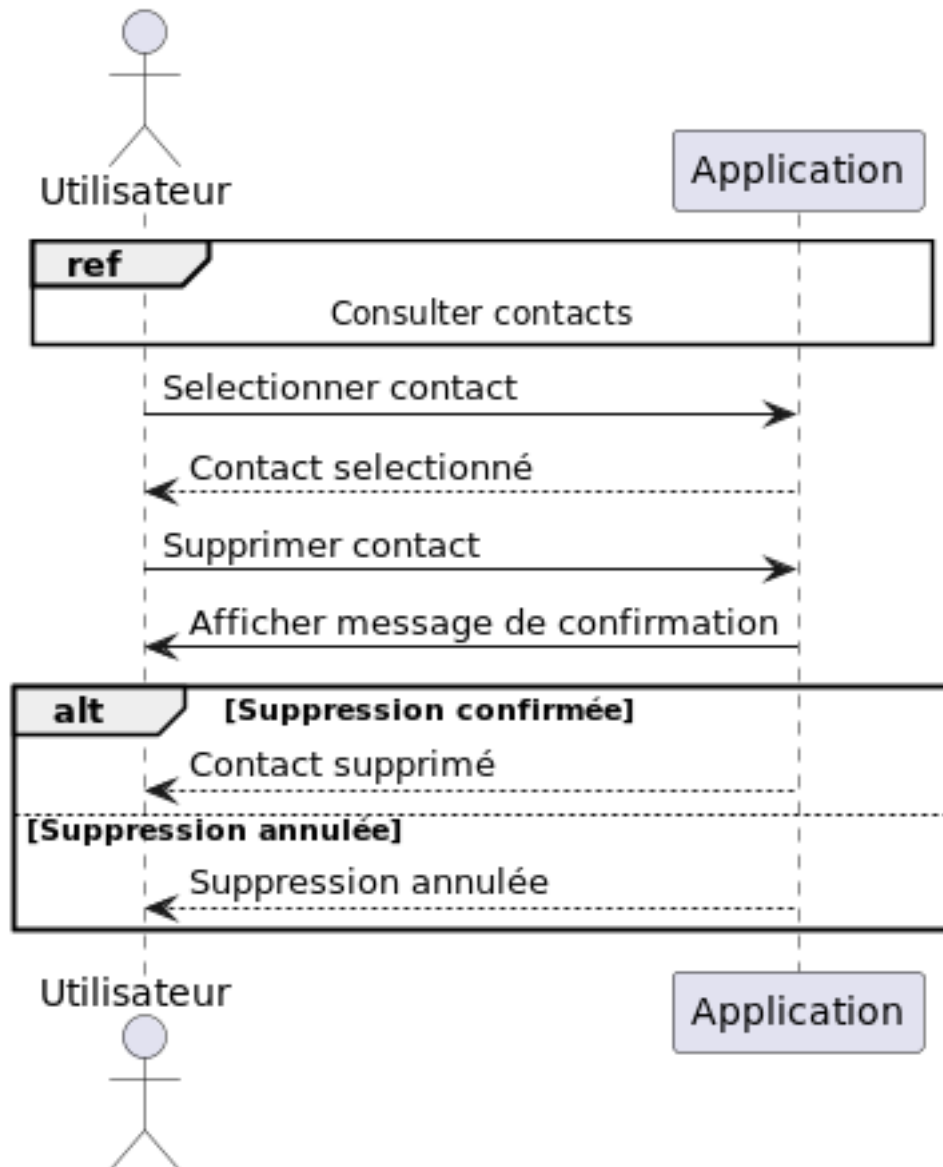 Utilisateur
Application
ref
Consulter contacts
Selectionner contact
Contact selectionné
Supprimer contact
Afficher message de confirmation
alt [Suppression confirmée]
Contact supprimé
[Suppression annulée]
Suppression annulée
Utilisateur
Application